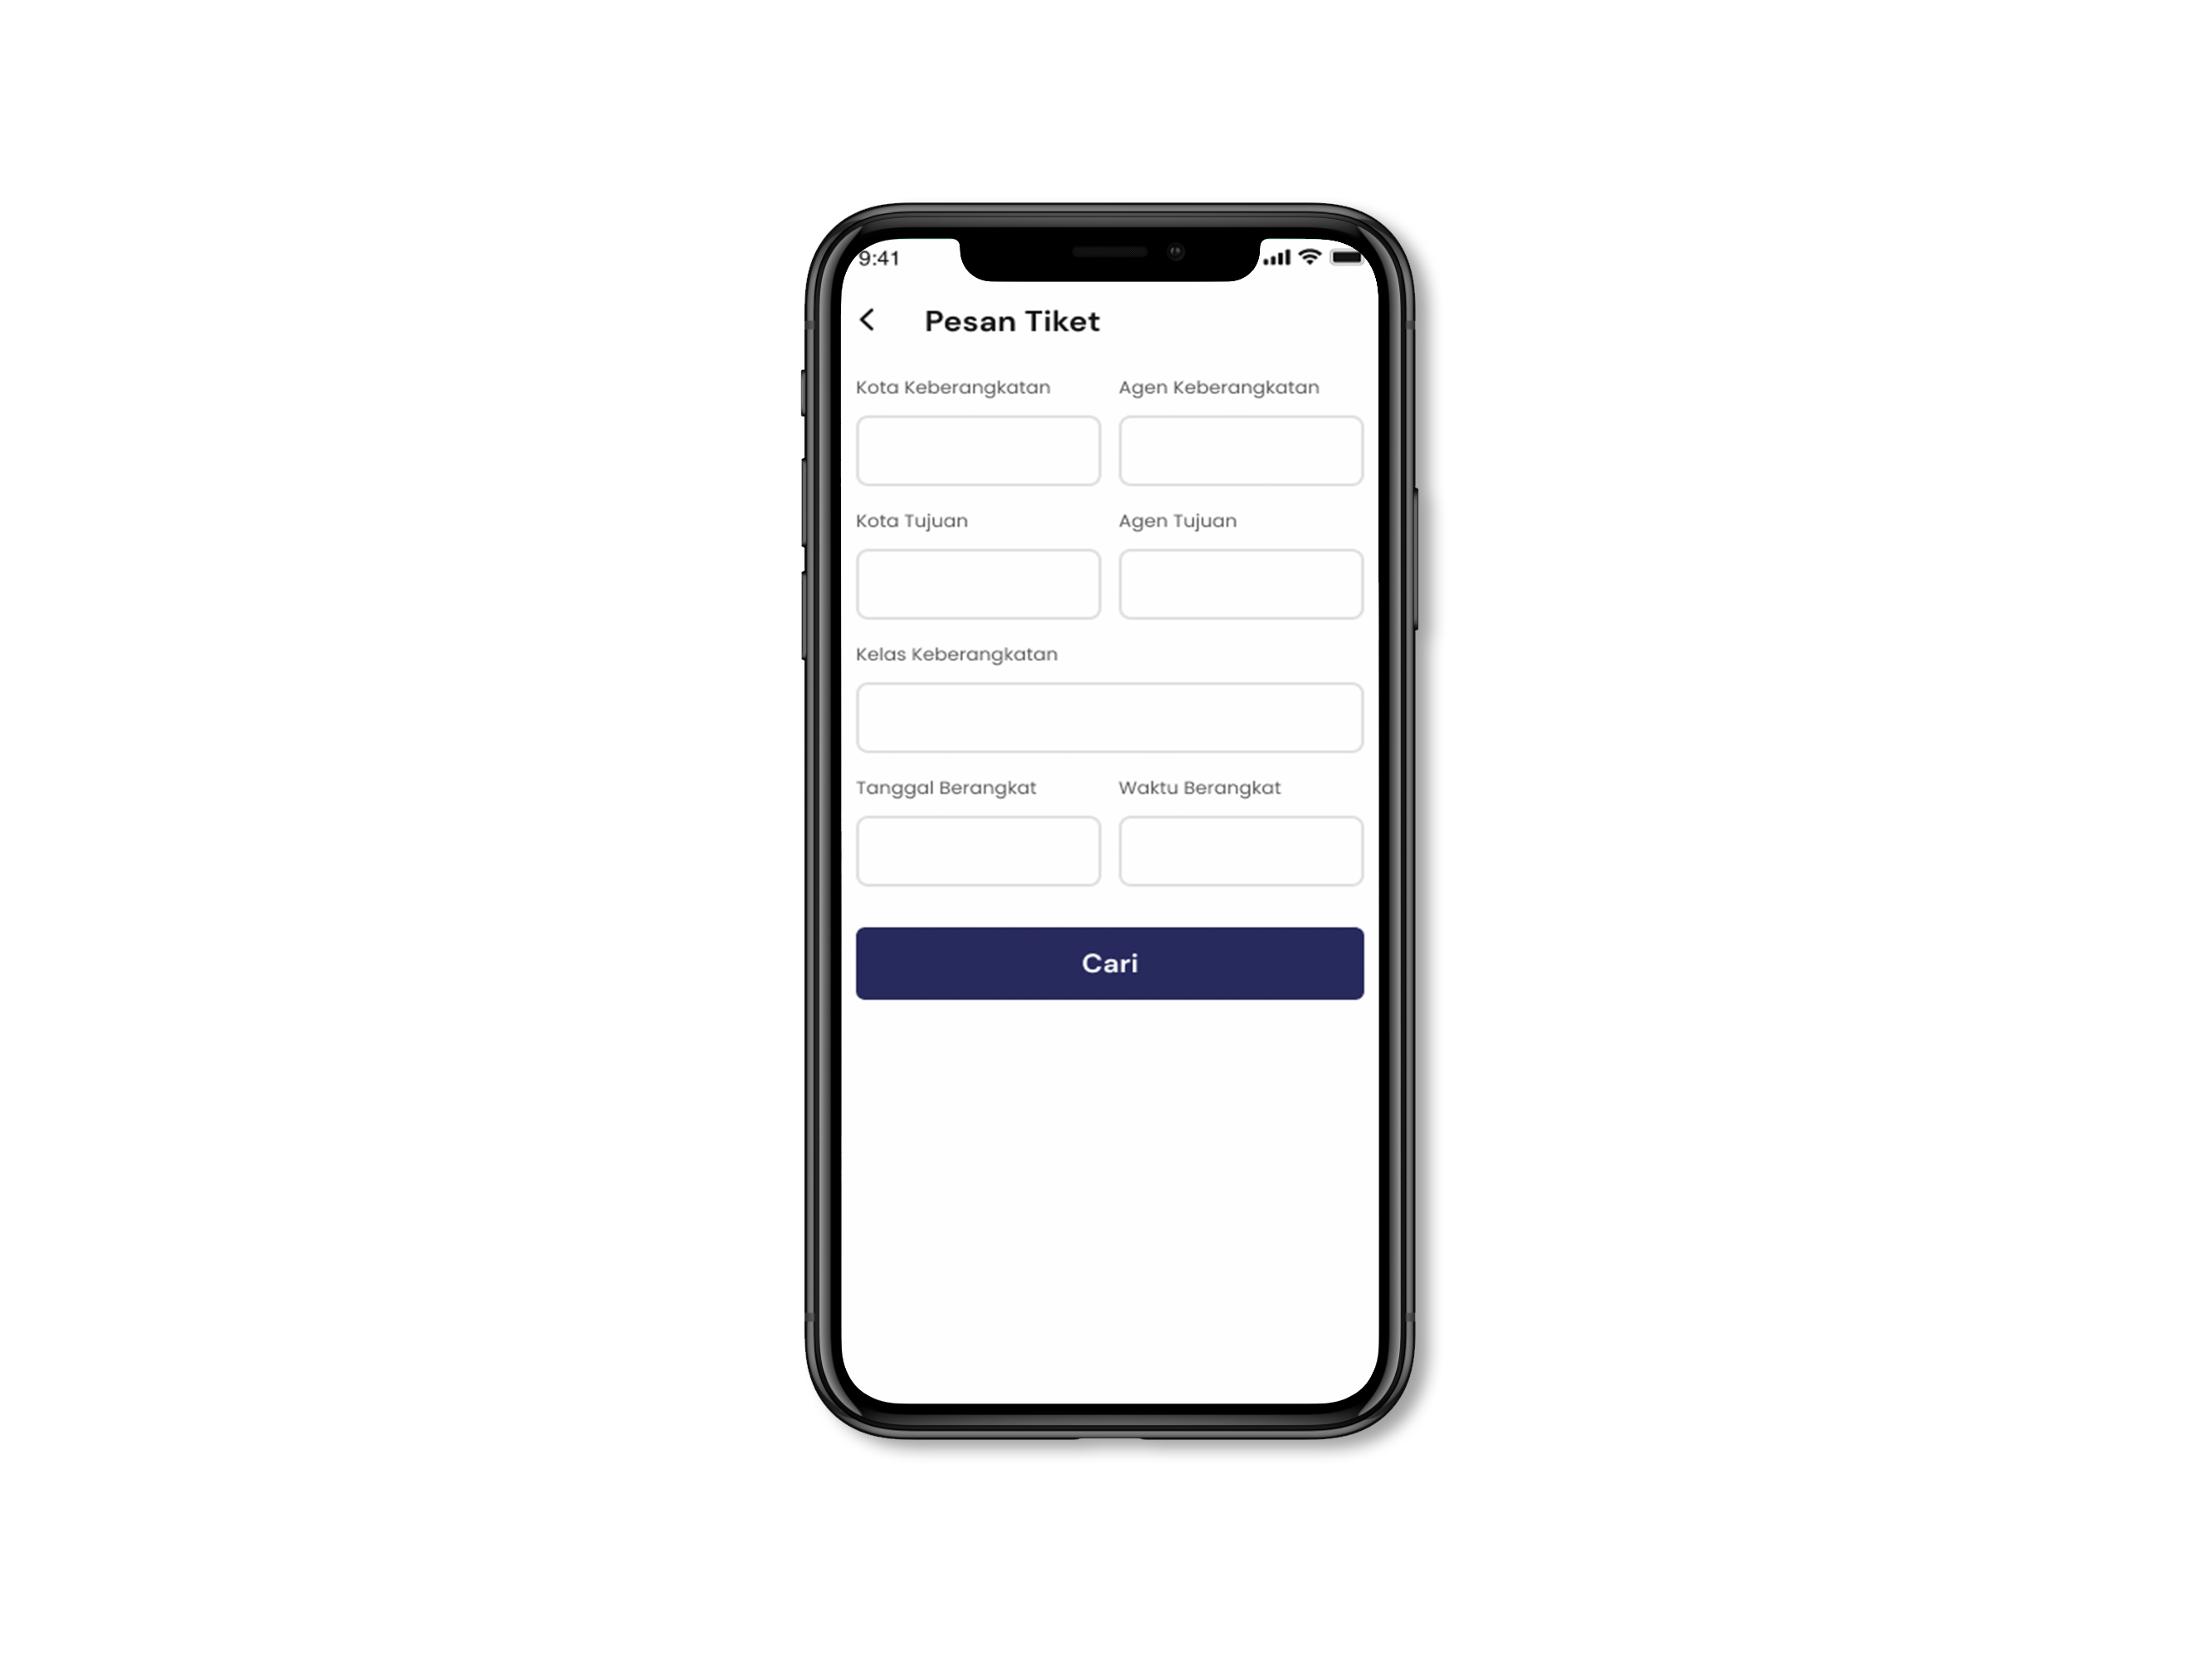 9:41
Pesan Tiket
Kota Keberangkatan
Agen Keberangkatan
Kota Tujuan
Agen Tujuan
Kelas Keberangkatan
Tanggal Berangkat
Waktu Berangkat
Cari